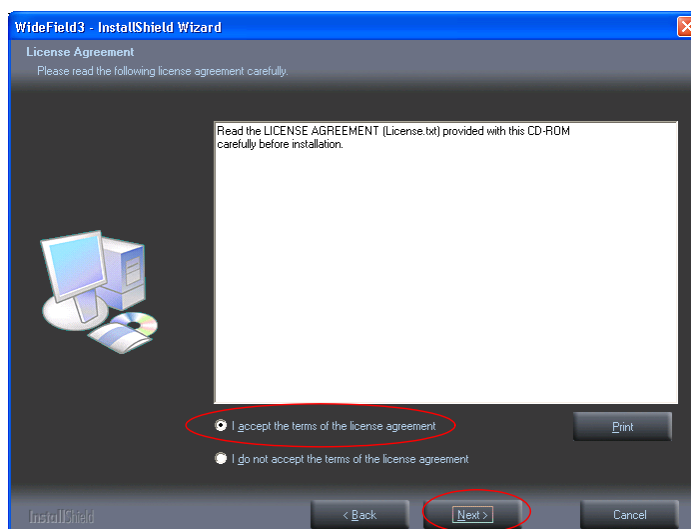 WideField3 - InstallShield Wizard
License Agreement
Please read the following license agreement carefully.
Read the LICENSE AGREEMENT (License.txt) provided with this CD-ROM
carefully before installation.
I accept the terms of the license agreement
Print
I do not accept the terms of the license agreement
InstallShield
< Back
Next >
Cancel